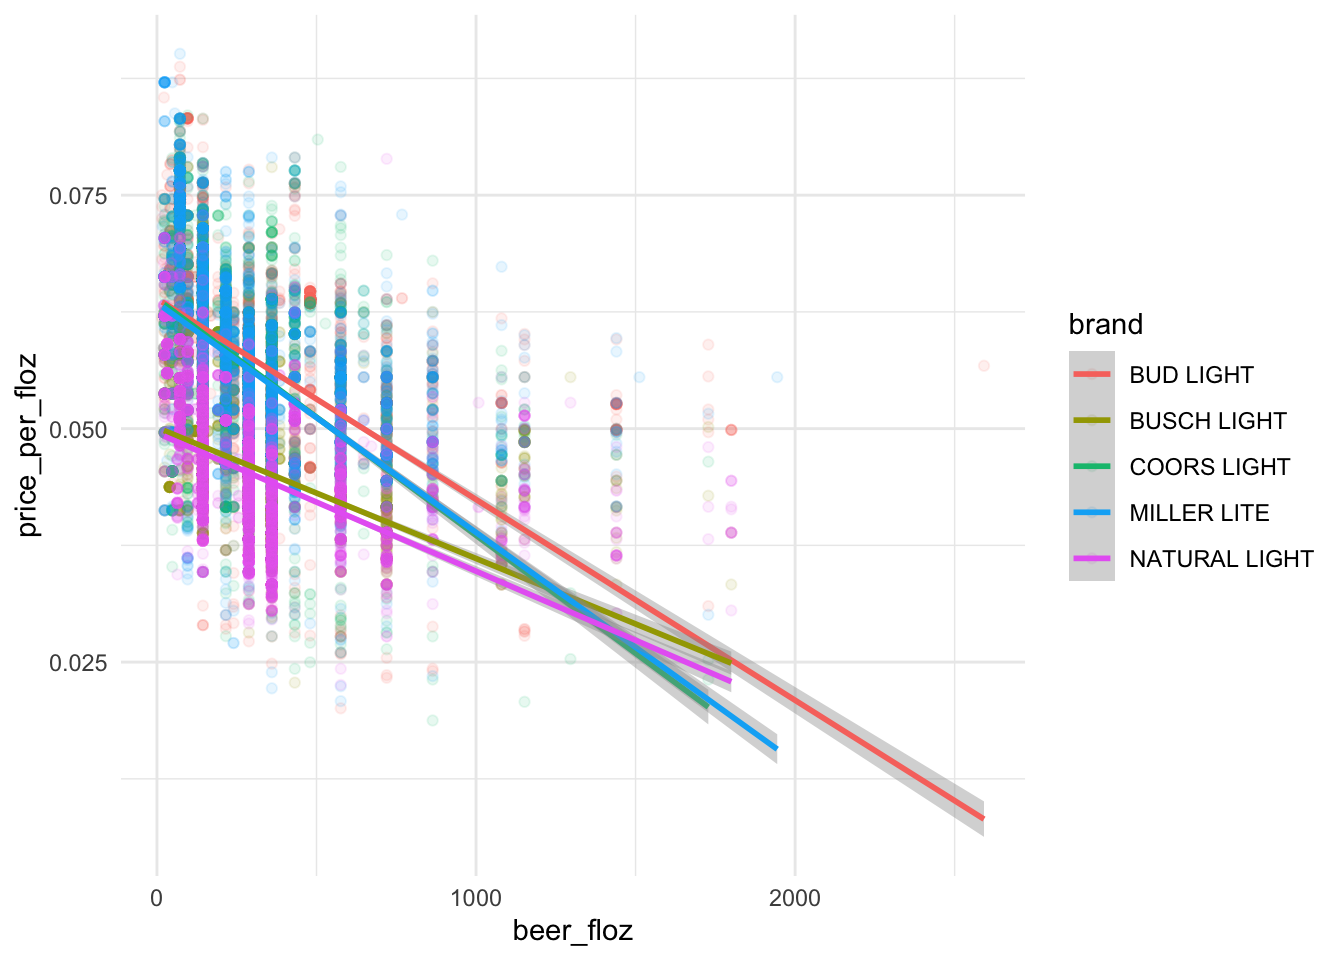 0.075
0.050
0.025
price_per_floz
0
1000
2000
beer_floz
brand
BUD LIGHT
BUSCH LIGHT
COORS LIGHT
MILLER LITE
NATURAL LIGHT